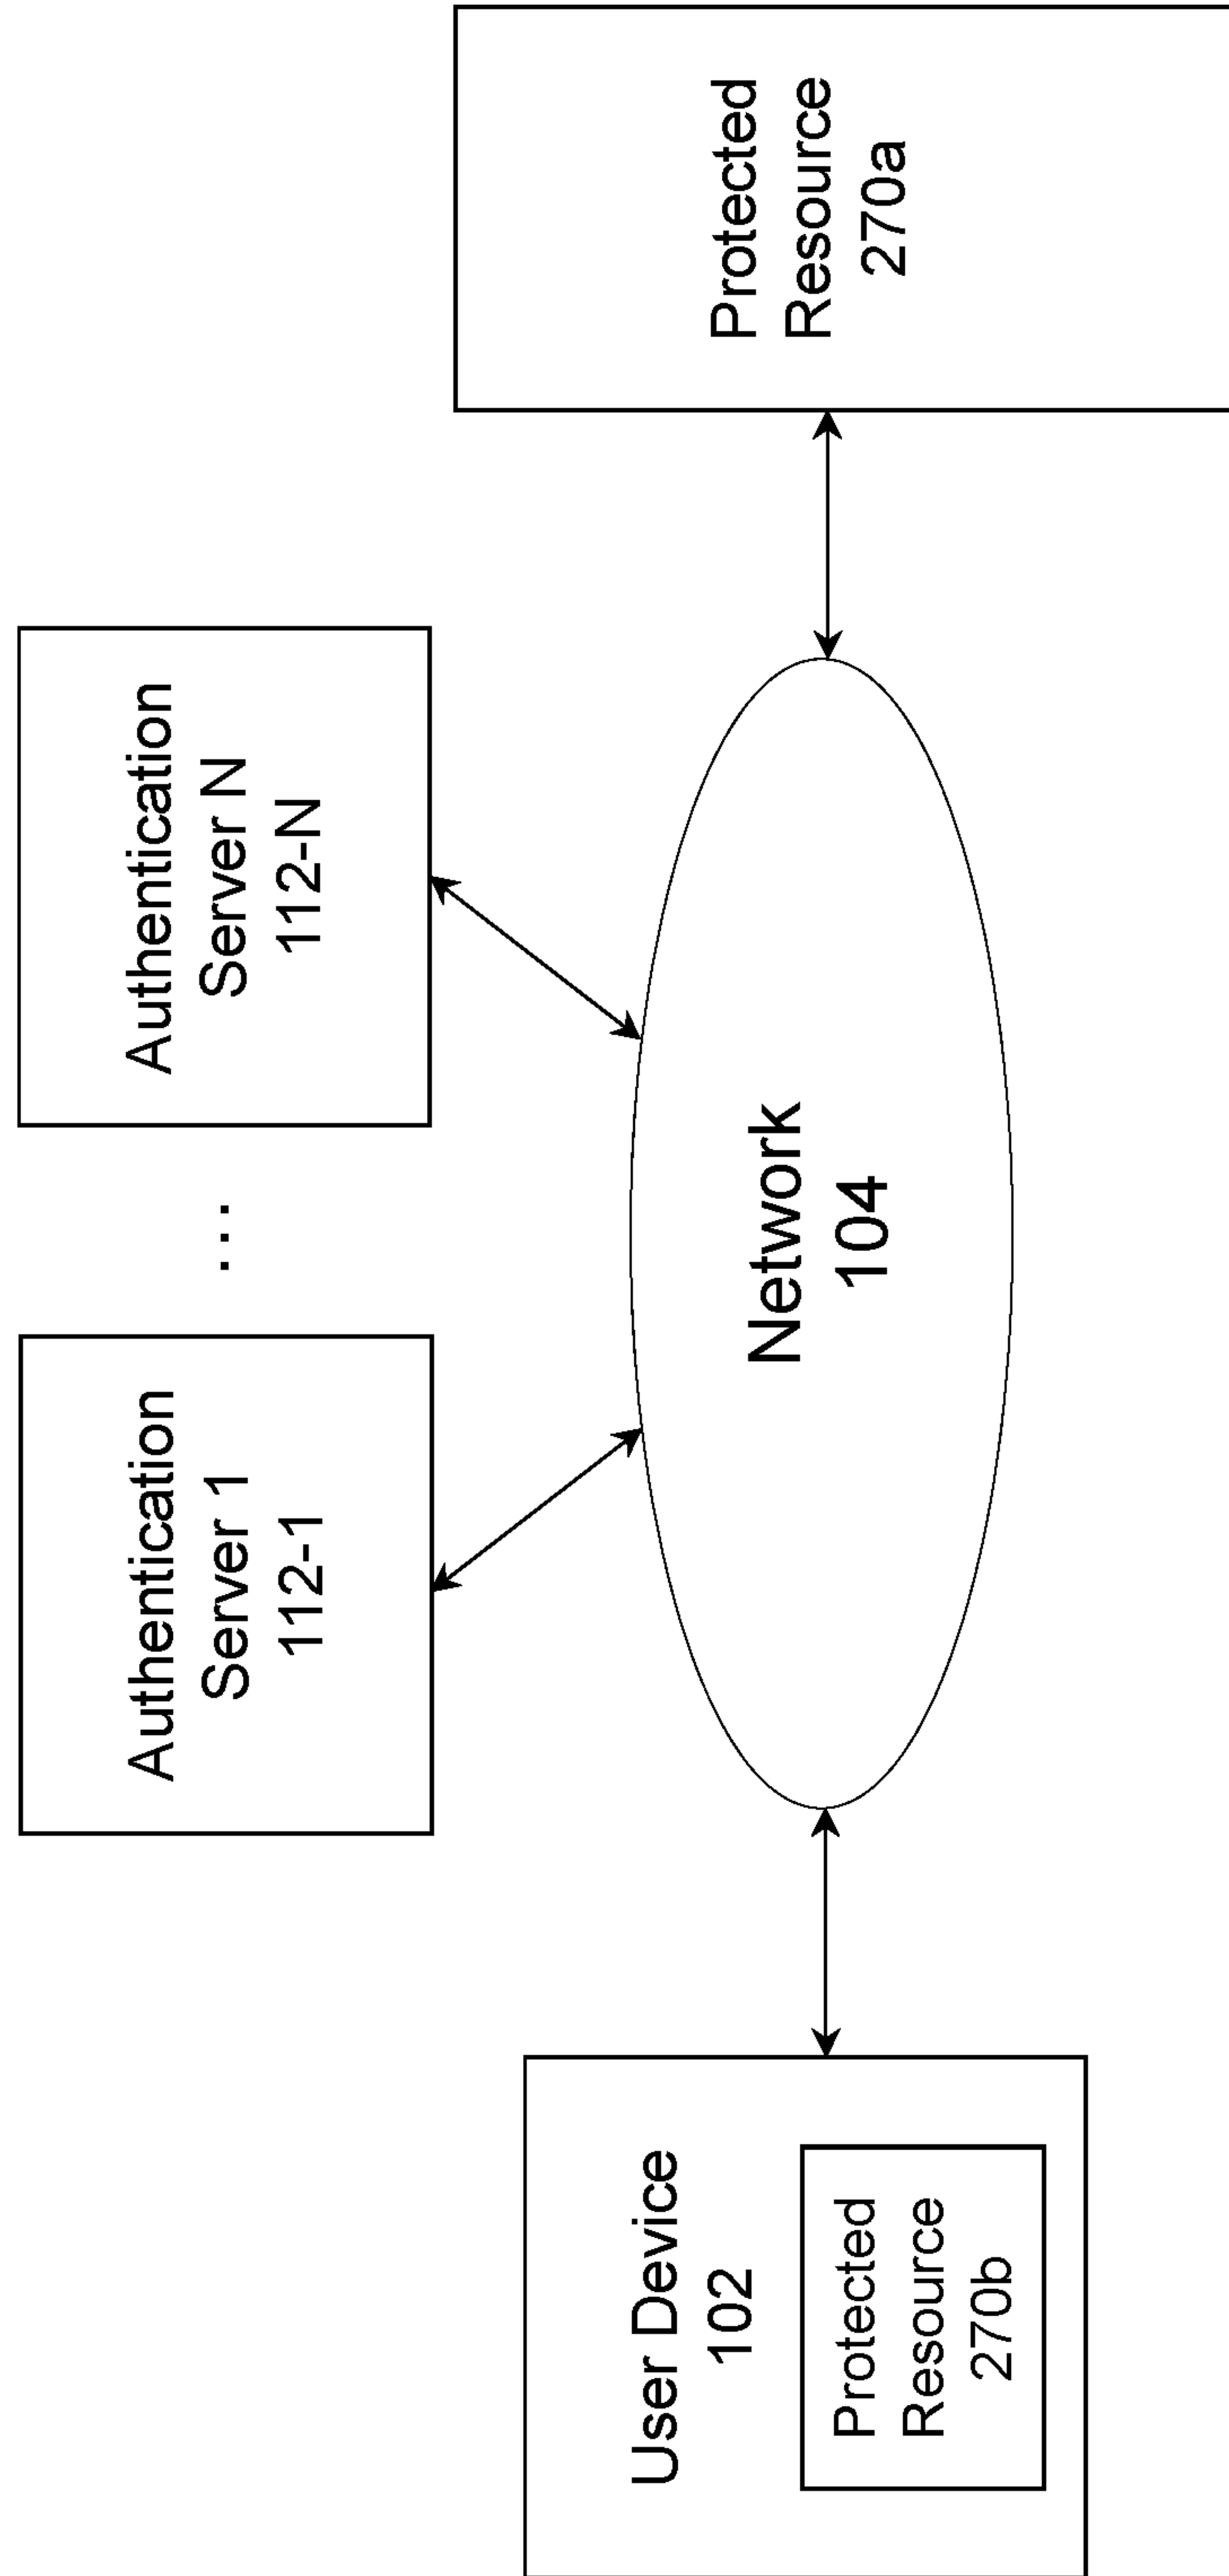 Authentication
Server 1
112-1
...
Authentication
Server N
112-N
User Device
102
Protected
Resource
270b
Network
104
Protected
Resource
270a